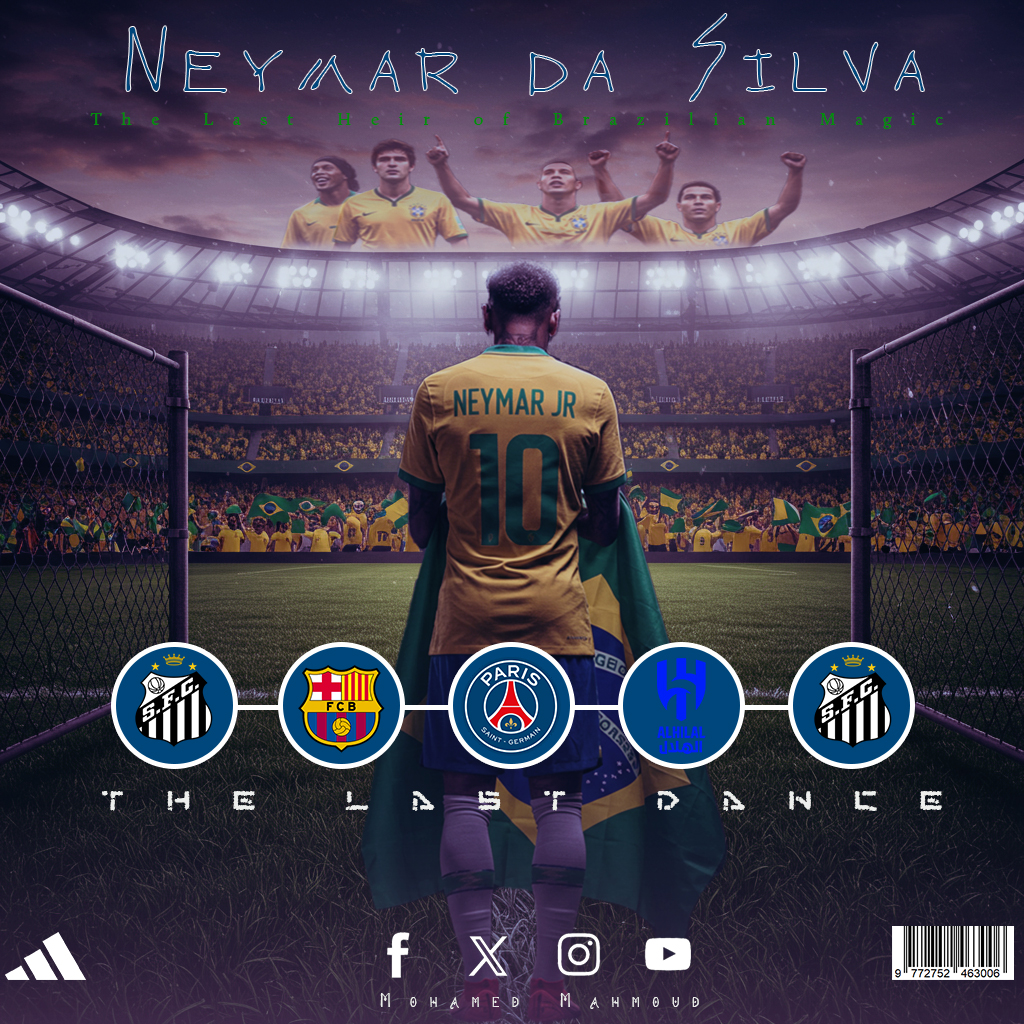 Neymar da Silva
The Last Heir of Brazilian Magic
NEYMAR JR
10
S.F.C.
FCB
PARIS
SAINT-GERMAIN
ALHILAL
الهلال
S.F.C.
THE LAST DANCE
Mohamed Mahmoud
9 772752 463006